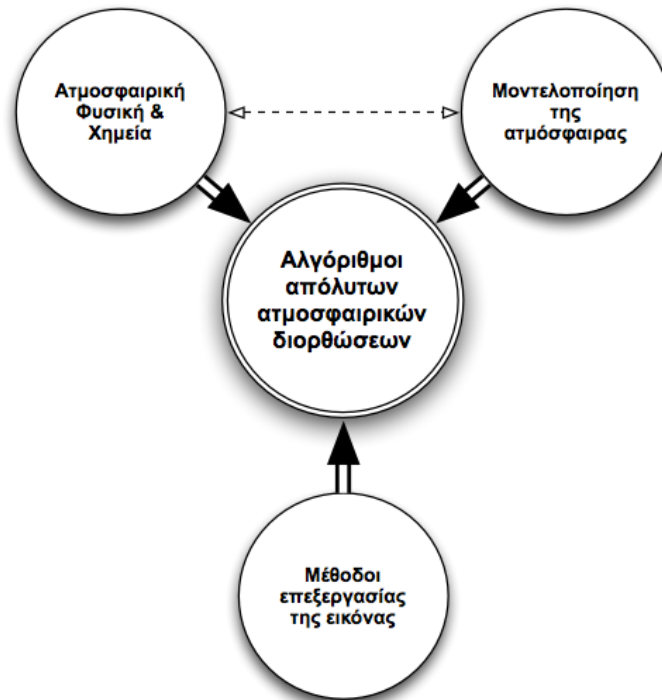 Ατμοσφαιρική
Φυσική &
Χημεία
Μοντελοποίηση
της
ατμόσφαιρας
Αλγόριθμοι
απόλυτων
ατμοσφαιρικών
διορθώσεων
Μέθοδοι
επεξεργασίας
της εικόνας